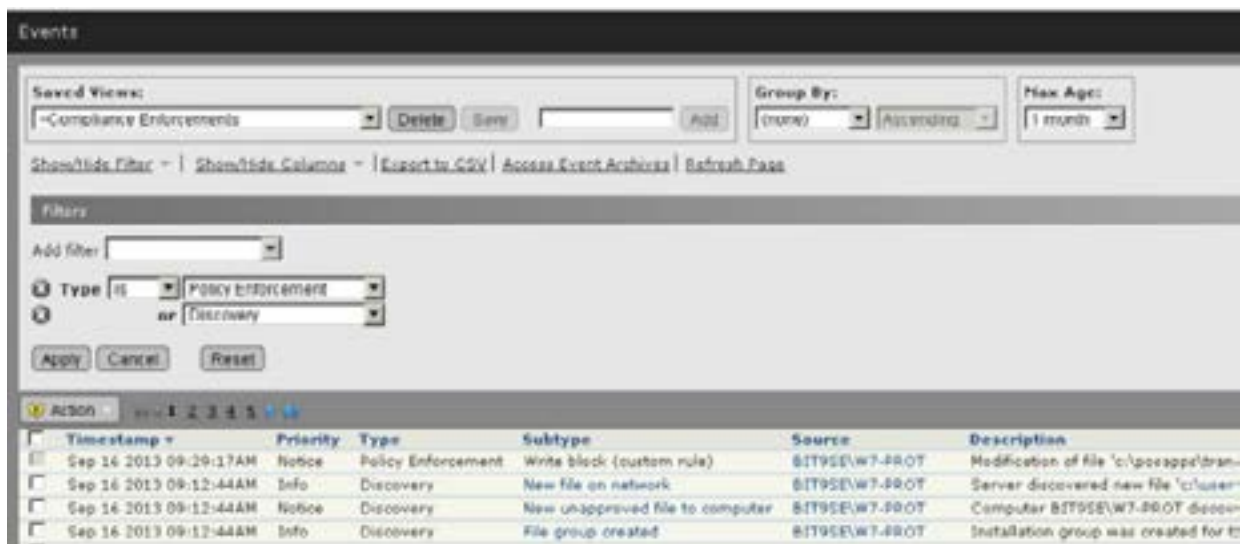 Events
Saved Views: Group By: Max Age:
~Compliance Enforcements Delete Save Add (none) Ascending 1 month
Show/Hide Filter | Show/Hide Columns | Export to CSV | Access Event Archives | Refresh Page
Filters
Add filter
Type is Policy Enforcement
or Discovery
Apply Cancel Reset
Action 1 2 3 4 5
Timestamp Priority Type Subtype Source Description
Sep 16 2013 09:29:17AM Notice Policy Enforcement Write block (custom rule) BIT9SE\W7-PROT Modification of file 'c:\posapps\tran
Sep 16 2013 09:12:44AM Info Discovery New file on network BIT9SE\W7-PROT Server discovered new file 'c:\user
Sep 16 2013 09:12:44AM Notice Discovery New unapproved file to computer BIT9SE\W7-PROT Computer BIT9SE\W7-PROT discov
Sep 16 2013 09:12:44AM Info Discovery File group created BIT9SE\W7-PROT Installation group was created for